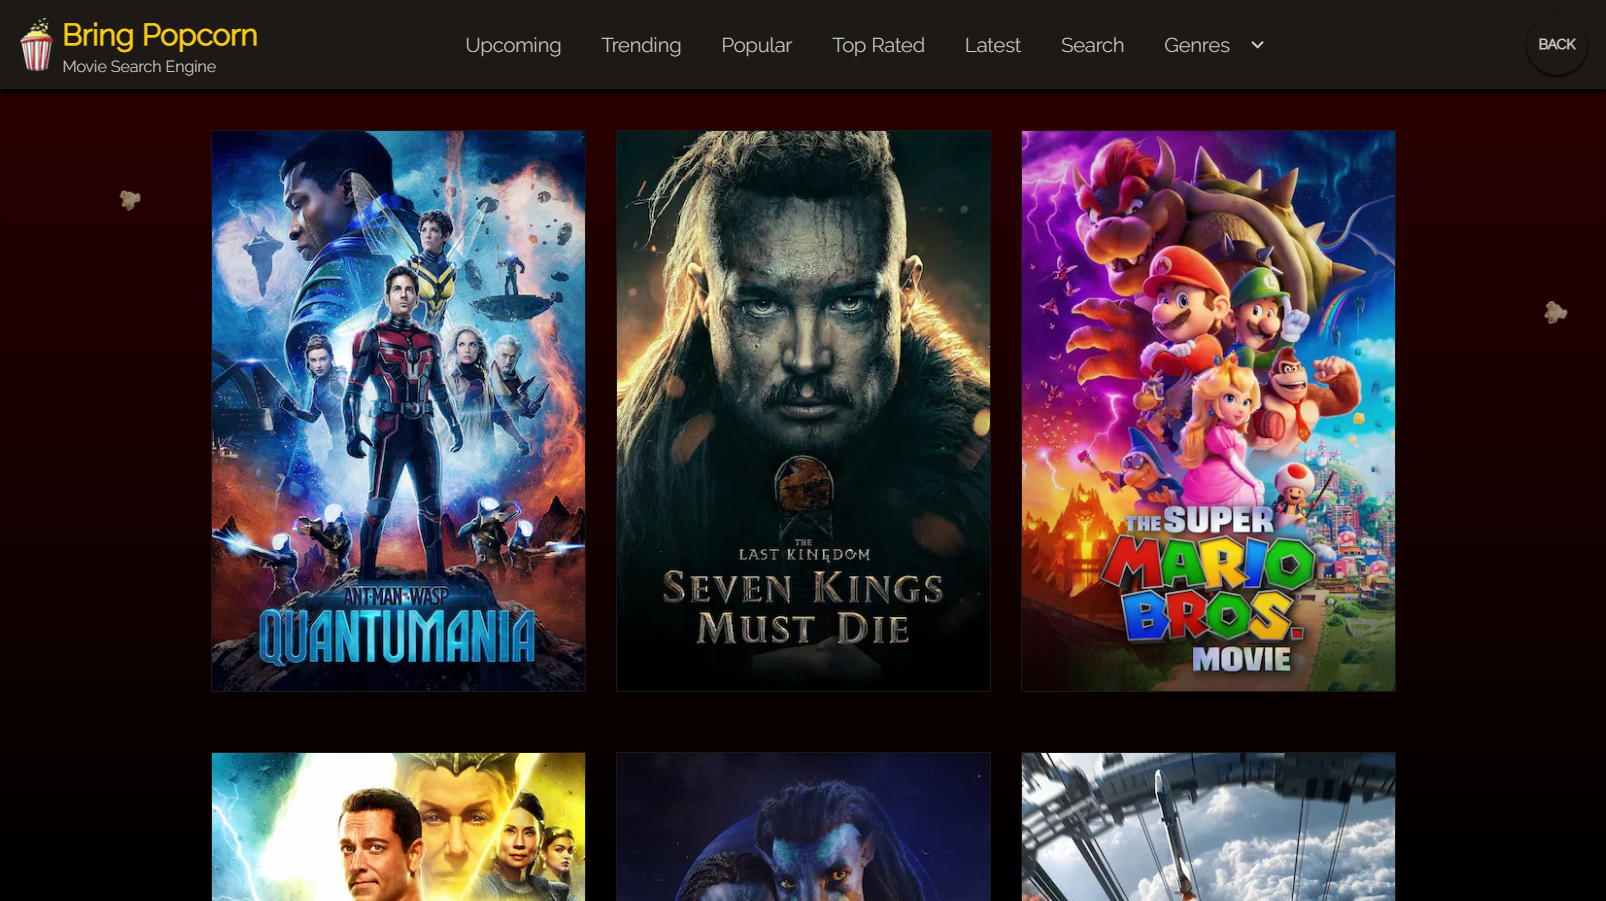 Bring Popcorn
Movie Search Engine
Upcoming
Trending
Popular
Top Rated
Latest
Search
Genres
BACK
ANT-MAN AND THE WASP
QUANTUMANIA
THE
LAST KINGDOM
SEVEN KINGS
MUST DIE
THE SUPER
MARIO
BROS.
MOVIE